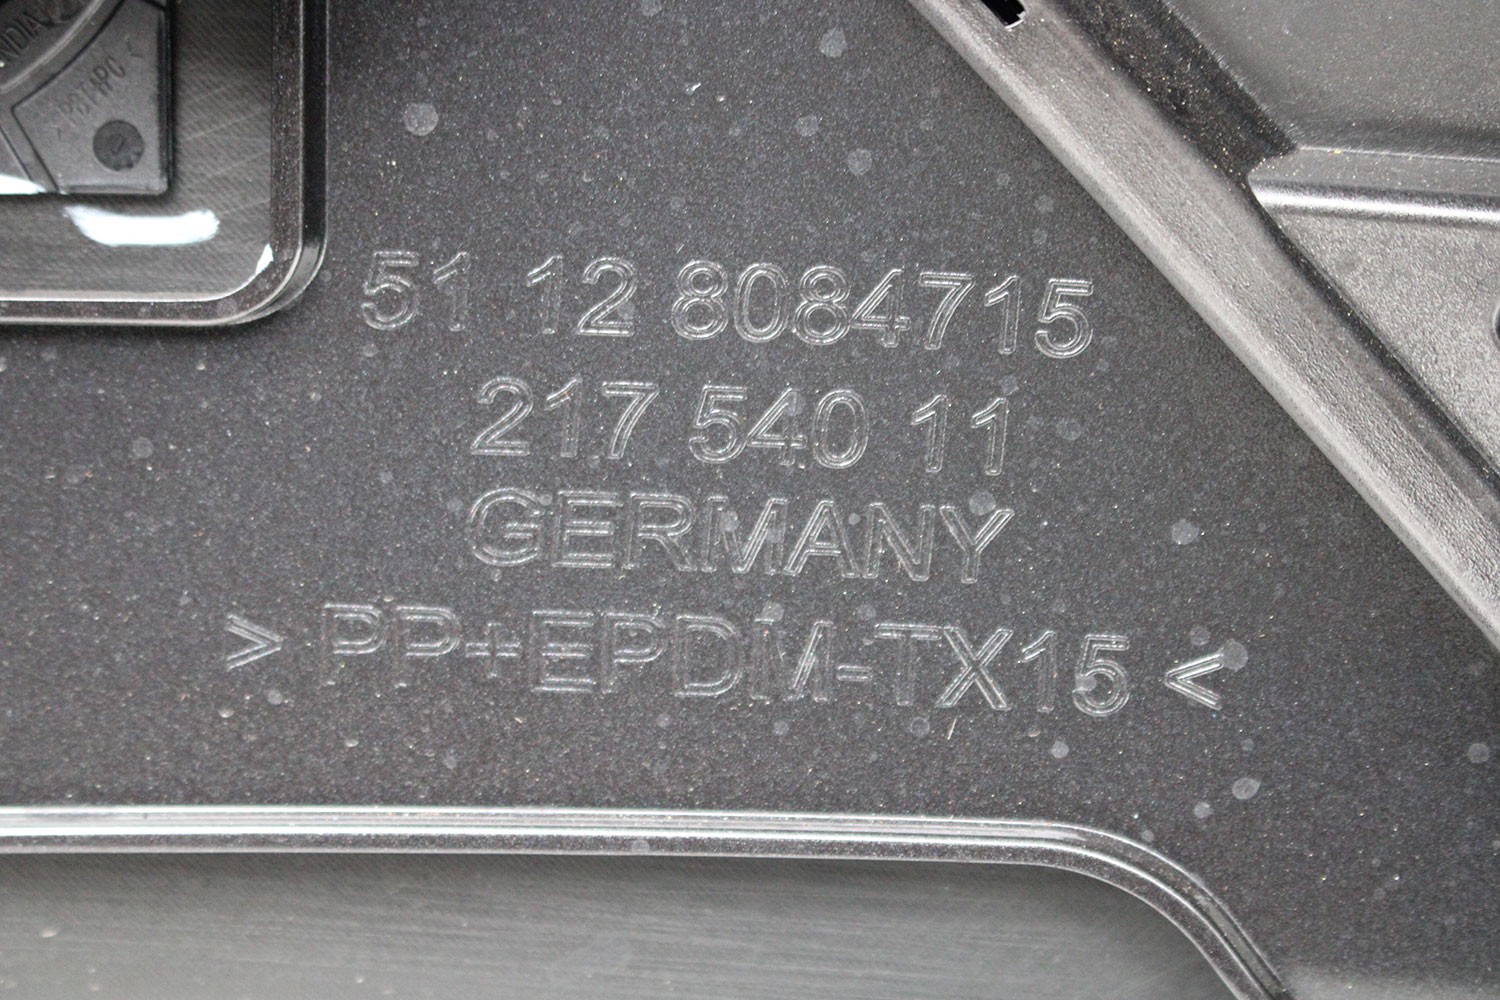 51 12 8084715
217 540 11
GERMANY
> PP+EPDM-TX15 <